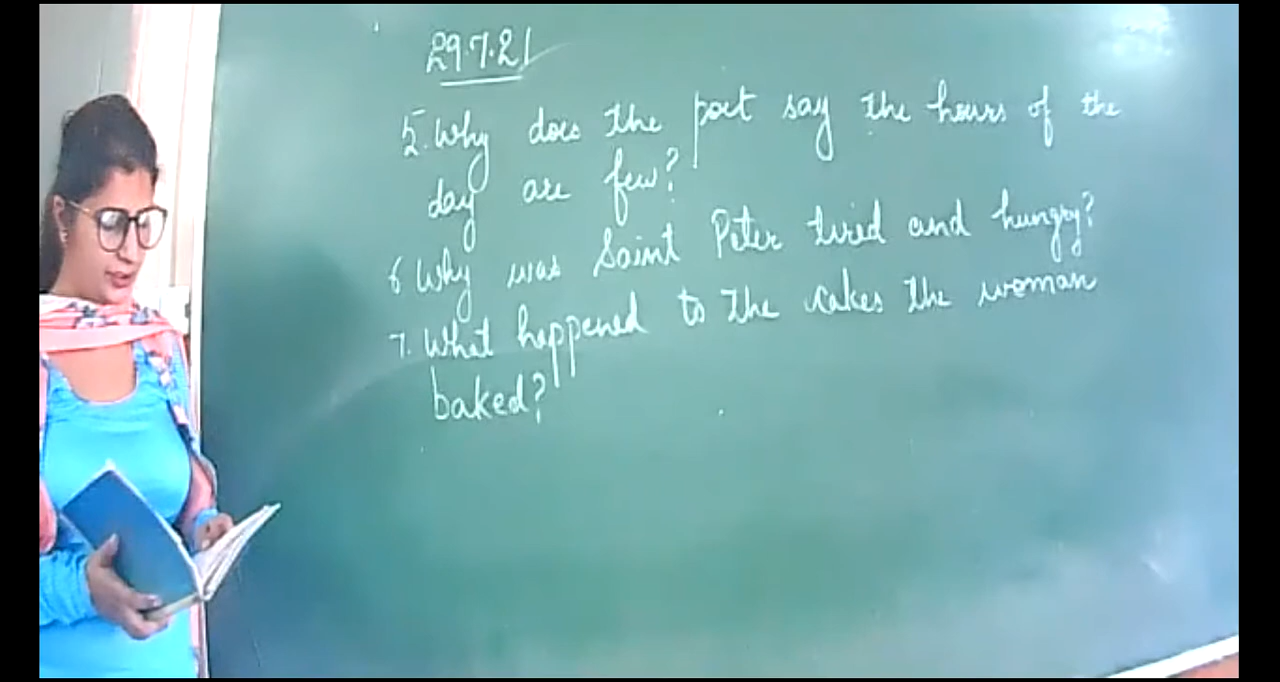 29.7.21
5. Why does the poet say the hours of the
day are few?
6 Why was Saint Peter tired and hungry?
7. What happened to the cakes the woman
baked?